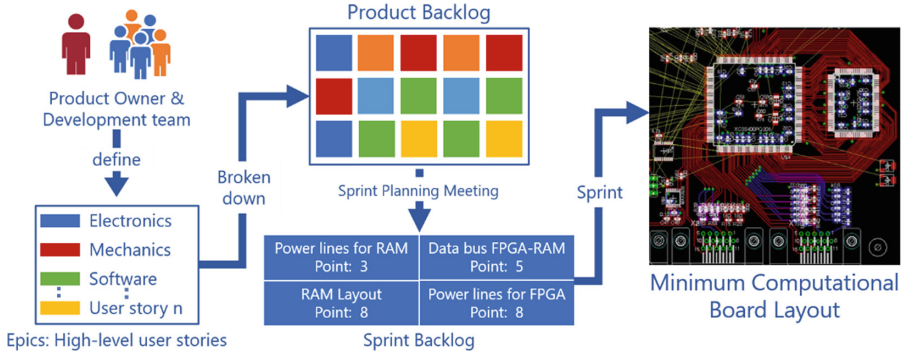 Product Owner &
Development team
define
Electronics
Mechanics
Software
User story n
Epics: High-level user stories
Broken
down
Product Backlog
Sprint Planning Meeting
Power lines for RAM
Point: 3
Data bus FPGA-RAM
Point: 5
RAM Layout
Point: 8
Power lines for FPGA
Point: 8
Sprint Backlog
Sprint
Minimum Computational
Board Layout